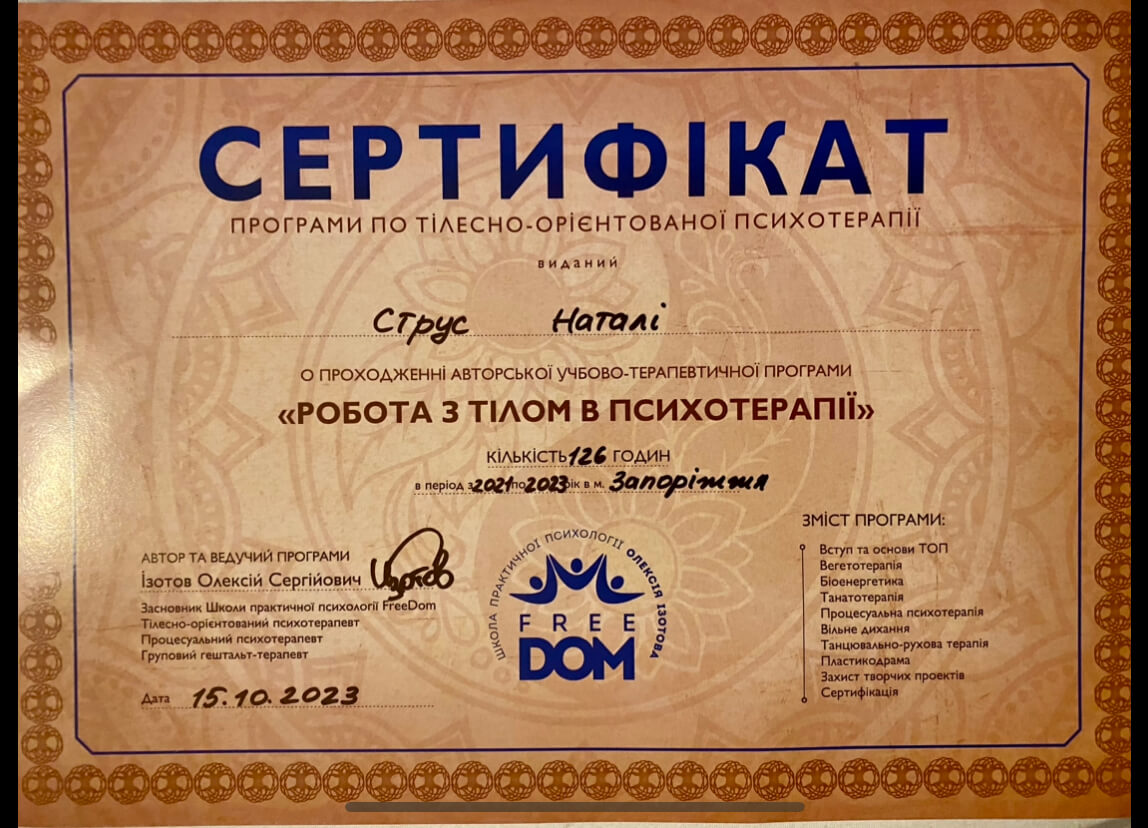 СЕРТИФІКАТ
ПРОГРАМИ ПО ТІЛЕСНО-ОРІЄНТОВАНОЇ ПСИХОТЕРАПІЇ
виданий
Струс Наталі
О ПРОХОДЖЕННІ АВТОРСЬКОЇ УЧБОВО-ТЕРАПЕВТИЧНОЇ ПРОГРАМИ
«РОБОТА З ТІЛОМ В ПСИХОТЕРАПІЇ»
КІЛЬКІСТЬ 126 ГОДИН
в період з 2021 по 2023 рік в м. Запоріжжя
АВТОР ТА ВЕДУЧИЙ ПРОГРАМИ
Ізотов Олексій Сергійович
Засновник Школи практичної психології FreeDom
Тілесно-орієнтований психотерапевт
Процесуальний психотерапевт
Груповий гештальт-терапевт
Дата 15.10.2023
ШКОЛА ПРАКТИЧНОЇ ПСИХОЛОГІЇ ОЛЕКСІЯ ІЗОТОВА
FREE
DOM
ЗМІСТ ПРОГРАМИ:
Вступ та основи ТОП
Вегетотерапія
Біоенергетика
Танатотерапія
Процесуальна психотерапія
Вільне дихання
Танцювально-рухова терапія
Пластикодрама
Захист творчих проектів
Сертифікація